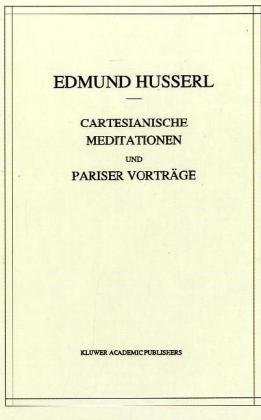 EDMUND HUSSERL
CARTESIANISCHE
MEDITATIONEN
UND
PARISER VORTRÄGE
KLUWER ACADEMIC PUBLISHERS